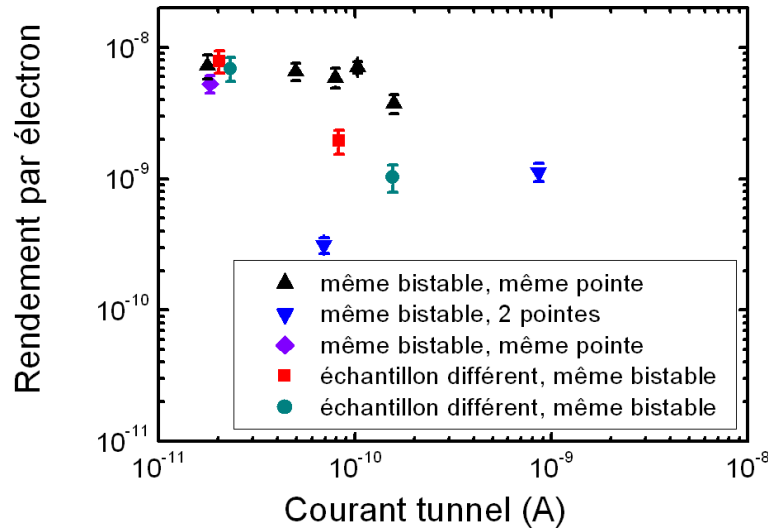 10⁻⁸
10⁻⁹
10⁻¹⁰
10⁻¹¹
Rendement par électron
même bistable, même pointe
même bistable, 2 pointes
même bistable, même pointe
échantillon différent, même bistable
échantillon différent, même bistable
10⁻¹¹ 10⁻¹⁰ 10⁻⁹ 10⁻⁸
Courant tunnel (A)